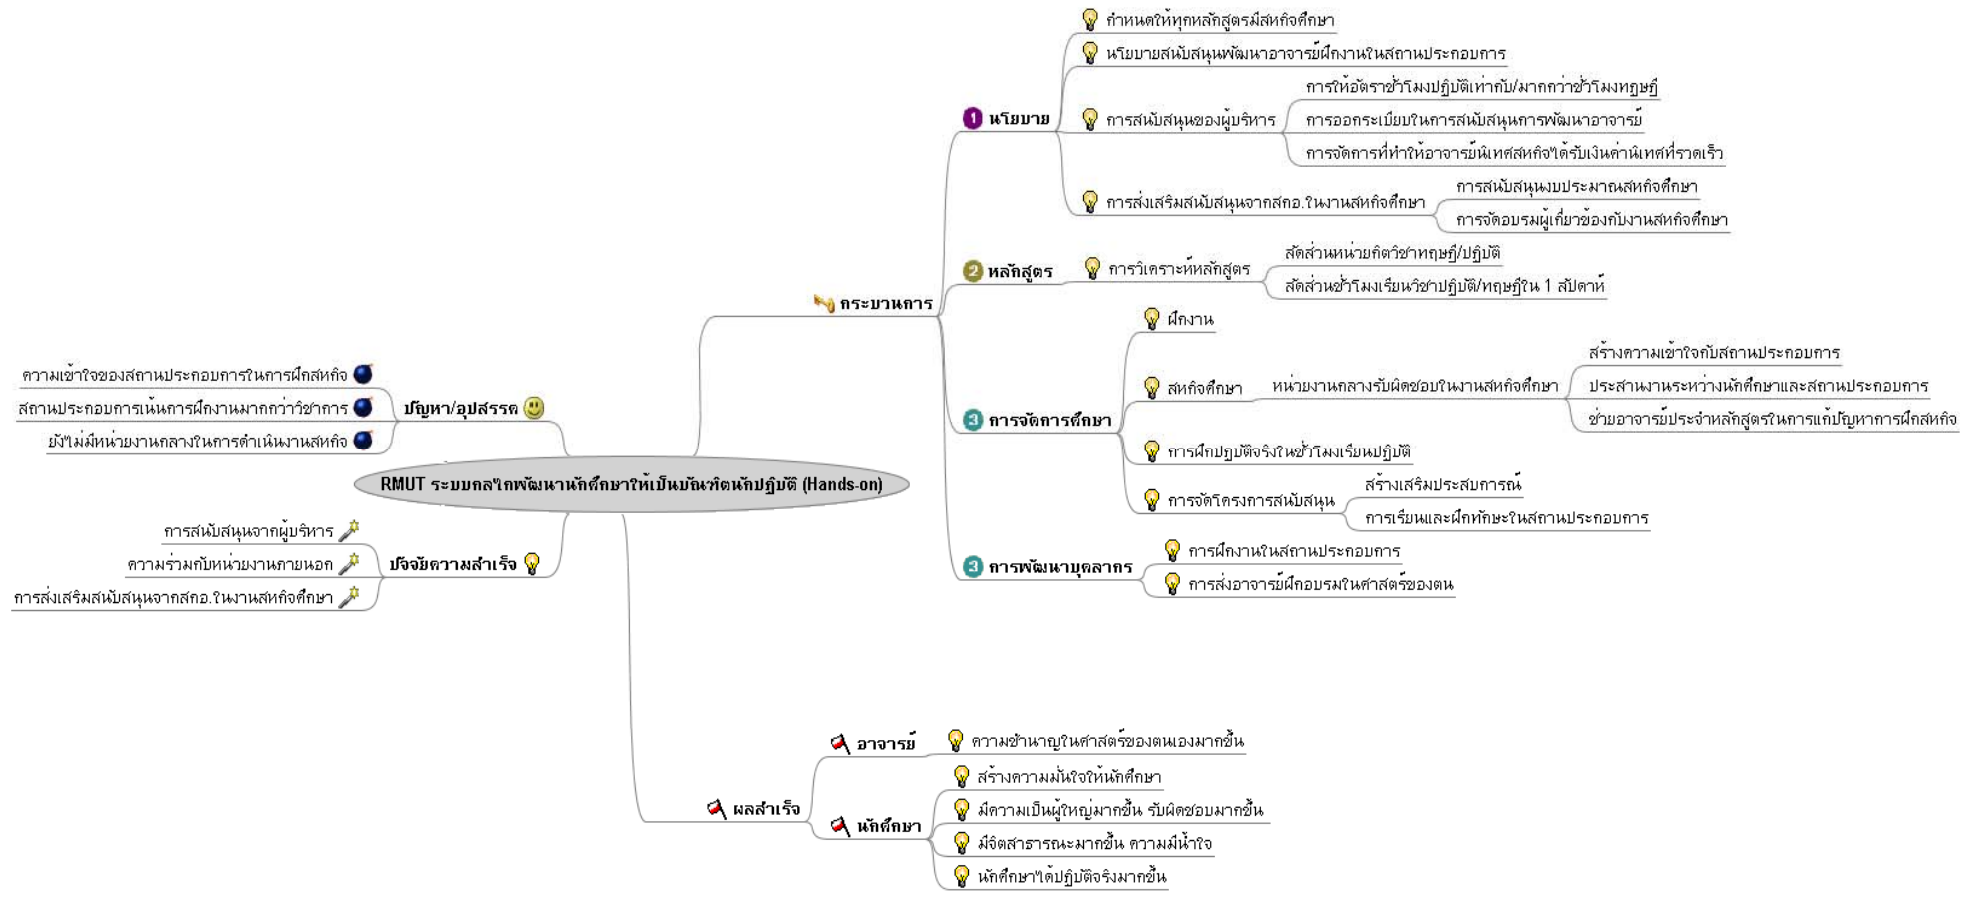 RMUT ระบบกลไกพัฒนานักศึกษาให้เป็นบัณฑิตนักปฏิบัติ (Hands-on)
กระบวนการ
1 นโยบาย
กำหนดให้ทุกหลักสูตรมีสหกิจศึกษา
นโยบายสนับสนุนพัฒนาอาจารย์ฝึกงานในสถานประกอบการ
การสนับสนุนของผู้บริหาร
การให้อัตราชั่วโมงปฏิบัติเท่ากับ/มากกว่าชั่วโมงทฏษฎี
การออกระเบียบในการสนับสนุนการพัฒนาอาจารย์
การจัดการที่ทำให้อาจารย์นิเทศสหกิจได้รับเงินค่านิเทศที่รวดเร็ว
การส่งเสริมสนับสนุนจากสกอ.ในงานสหกิจศึกษา
การสนับสนุนงบประมาณสหกิจศึกษา
การจัดอบรมผู้เกี่ยวข้องกับงานสหกิจศึกษา
2 หลักสูตร
การวิเคราะห์หลักสูตร
สัดส่วนหน่วยกิตวิชาทฤษฎี/ปฏิบัติ
สัดส่วนชั่วโมงเรียนวิชาปฏิบัติ/ทฤษฎีใน 1 สัปดาห์
3 การจัดการศึกษา
ฝึกงาน
สหกิจศึกษา
หน่วยงานกลางรับผิดชอบในงานสหกิจศึกษา
สร้างความเข้าใจกับสถานประกอบการ
ประสานงานระหว่างนักศึกษาและสถานประกอบการ
ช่วยอาจารย์ประจำหลักสูตรในการแก้ปัญหาการฝึกสหกิจ
การฝึกปฏบัติจริงในชั่วโมงเรียนปฏิบัติ
การจัดโครงการสนับสนุน
สร้างเสริมประสบการณ์
การเรียนและฝึกทักษะในสถานประกอบการ
3 การพัฒนาบุคลากร
การฝึกงานในสถานประกอบการ
การส่งอาจารย์ฝึกอบรมในศาสตร์ของตน
ปัญหา/อุปสรรค
ความเข้าใจของสถานประกอบการในการฝึกสหกิจ
สถานประกอบการเน้นการฝึกงานมากกว่าวิชาการ
ยังไม่มีหน่วยงานกลางในการดำเนินงานสหกิจ
ปัจจัยความสำเร็จ
การสนับสนุนจากผู้บริหาร
ความร่วมกับหน่วยงานภายนอก
การส่งเสริมสนับสนุนจากสกอ.ในงานสหกิจศึกษา
ผลสำเร็จ
อาจารย์
ความชำนาญในศาสตร์ของตนเองมากขึ้น
นักศึกษา
สร้างความมั่นใจให้นักศึกษา
มีความเป็นผู้ใหญ่มากขึ้น รับผิดชอบมากขึ้น
มีจิตสาธารณะมากขึ้น ความมีน้ำใจ
นักศึกษาได้ปฏิบัติจริงมากขึ้น